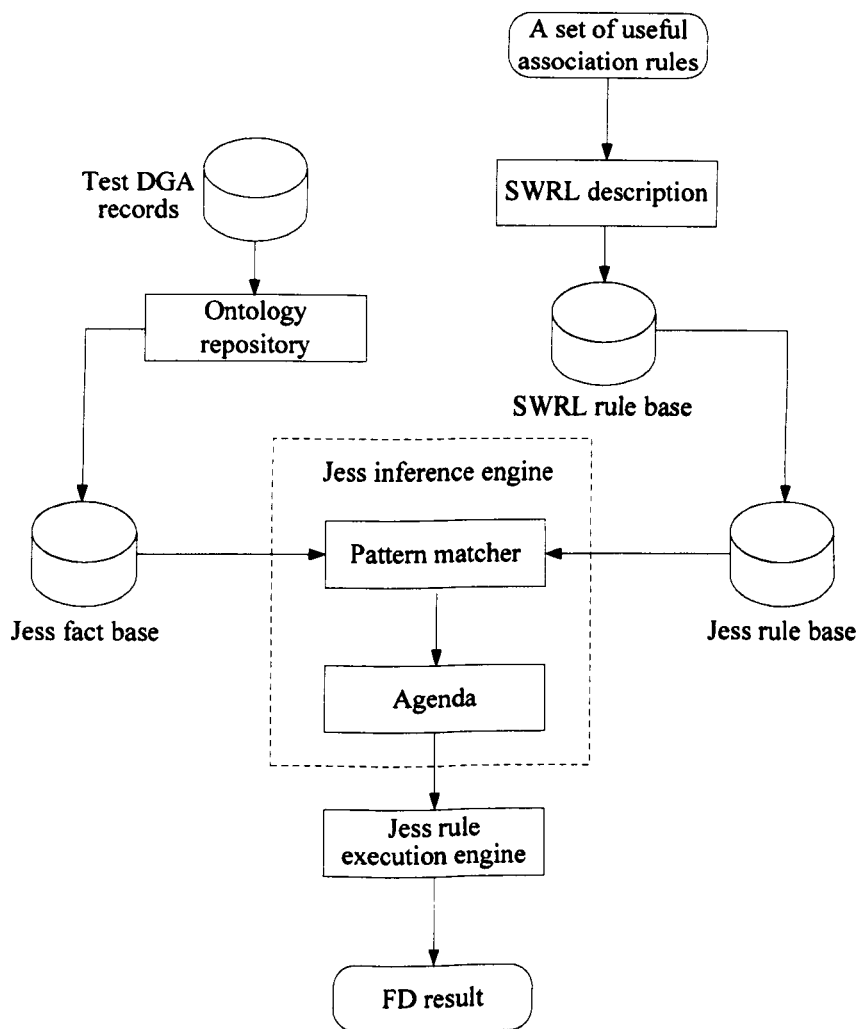 A set of useful
association rules
Test DGA
records
SWRL description
Ontology
repository
SWRL rule base
Jess inference engine
Pattern matcher
Jess fact base
Jess rule base
Agenda
Jess rule
execution engine
FD result